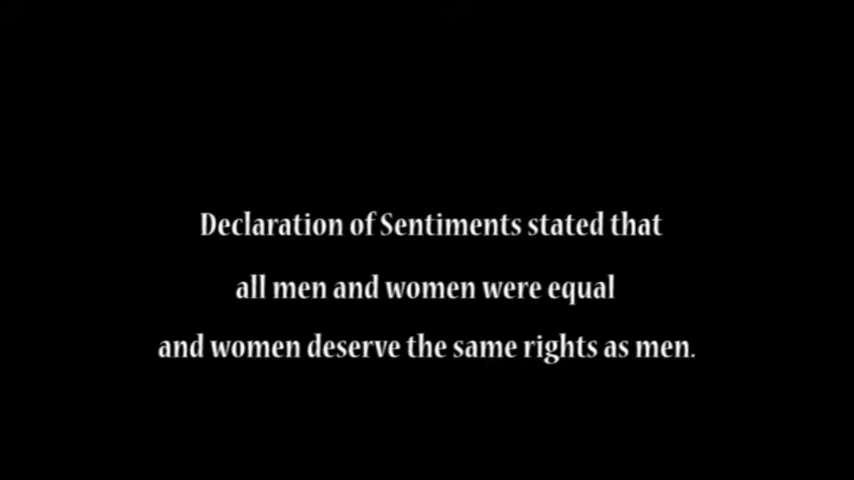 Declaration of Sentiments stated that
all men and women were equal
and women deserve the same rights as men.